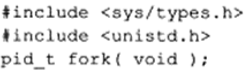 #include <sys/types.h>
#include <unistd.h>
pid_t fork( void );